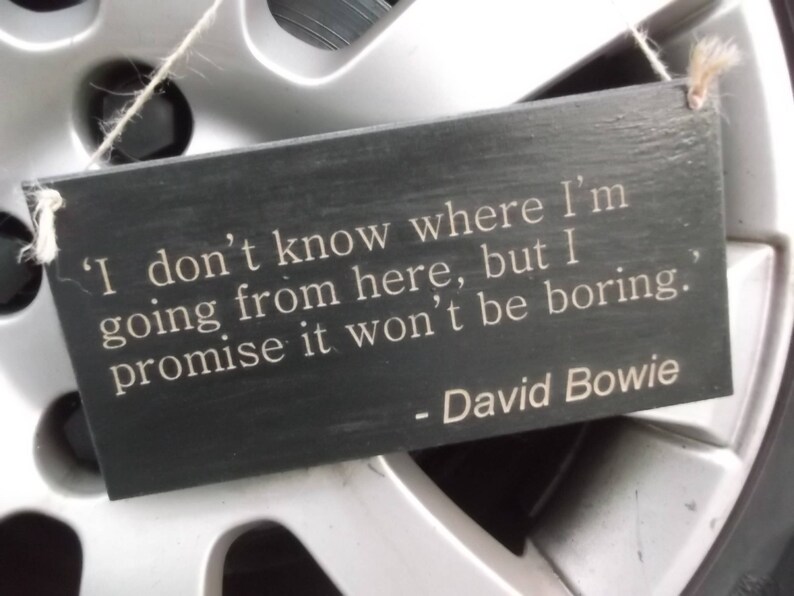 ‘I don’t know where I’m
going from here, but I
promise it won’t be boring.’
- David Bowie